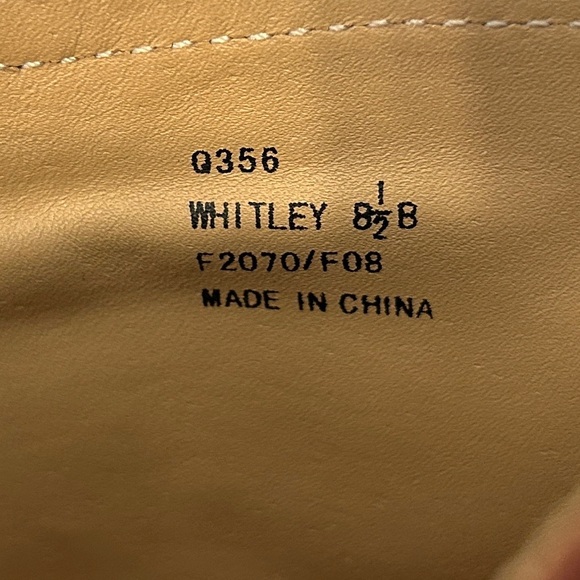 Q356
WHITLEY 8½B
F2070/F08
MADE IN CHINA